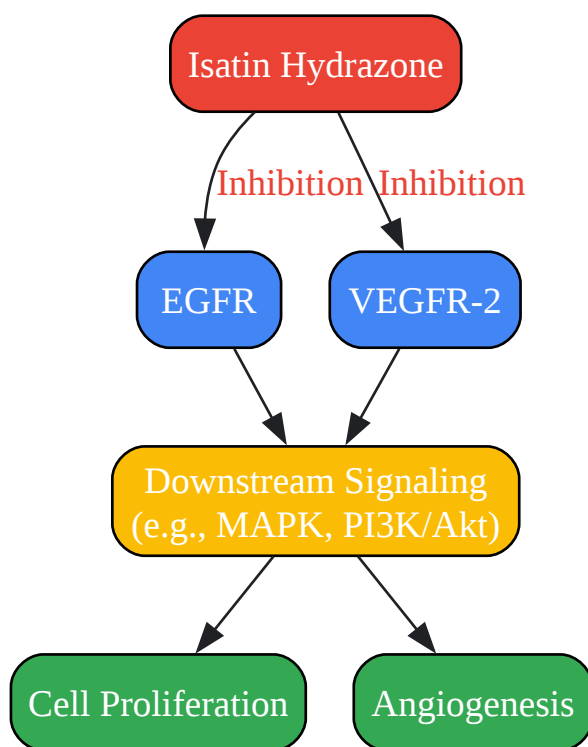 Isatin Hydrazone
Inhibition Inhibition
EGFR
VEGFR-2
Downstream Signaling
(e.g., MAPK, PI3K/Akt)
Cell Proliferation
Angiogenesis